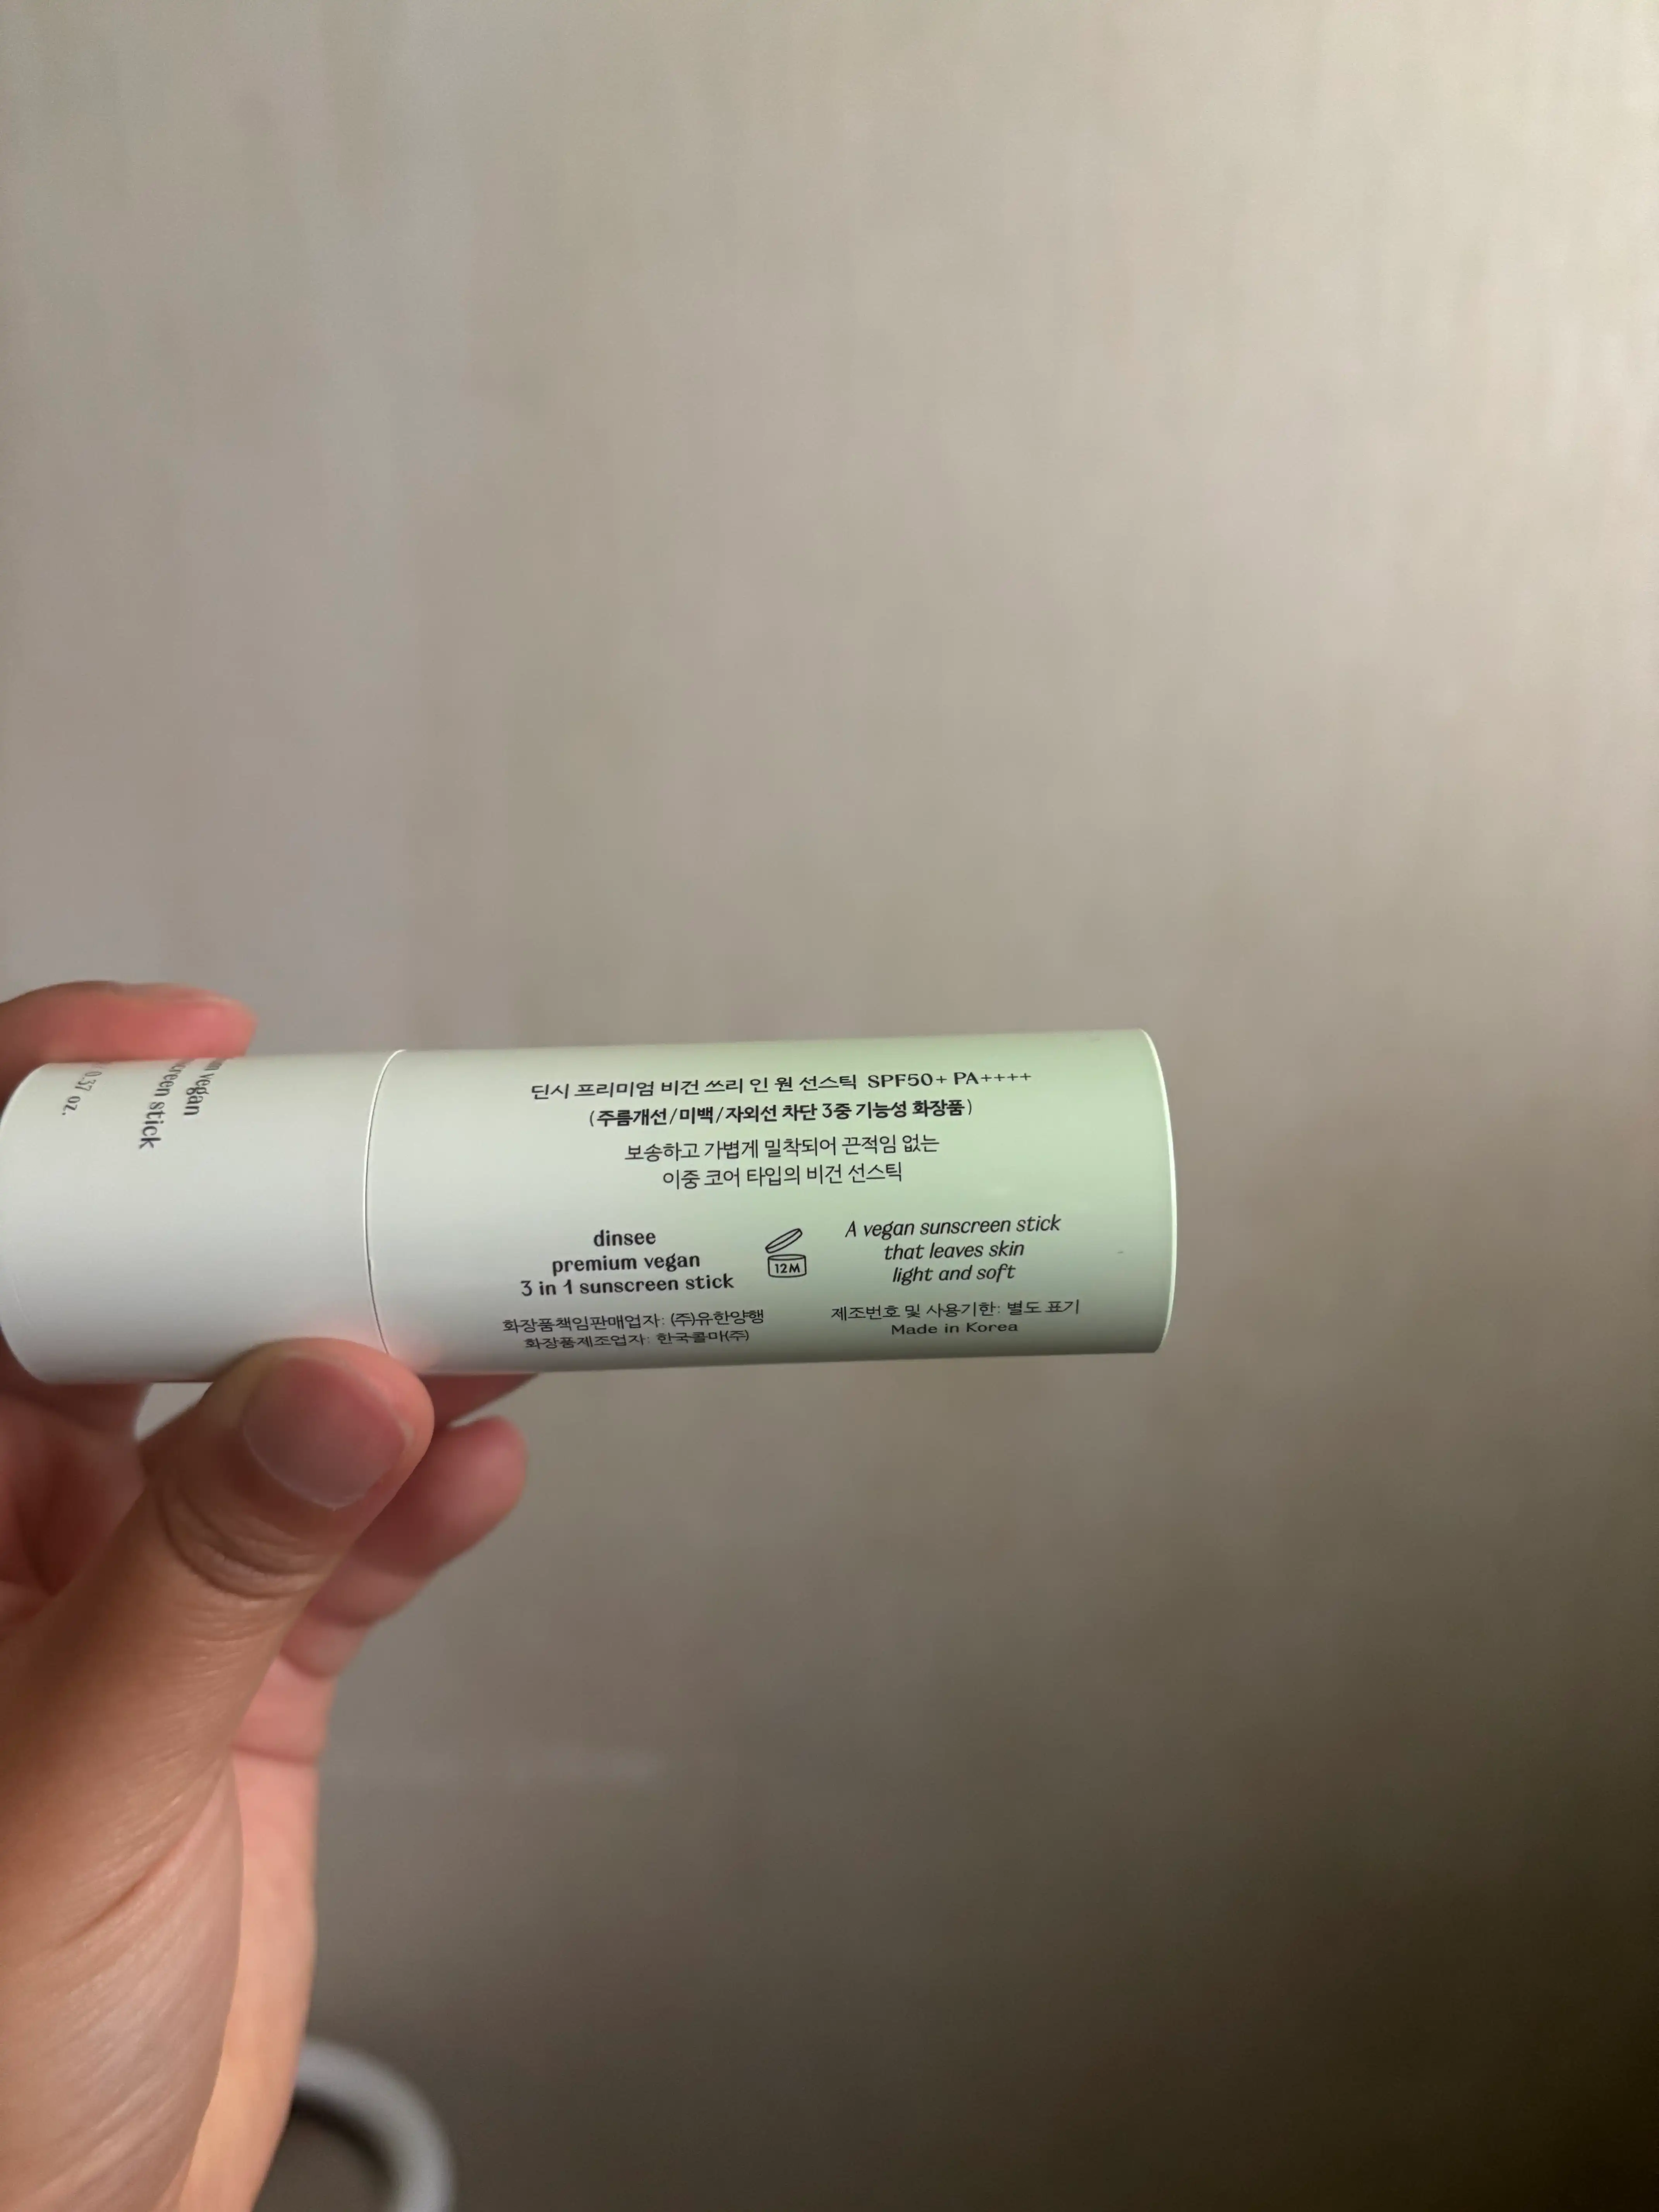 딘시 프리미엄 비건 쓰리 인 원 선스틱 SPF50+ PA++++
(주름개선/미백/자외선 차단 3중 기능성 화장품)
보송하고 가볍게 밀착되어 끈적임 없는
이중 코어 타입의 비건 선스틱
dinsee
premium vegan
3 in 1 sunscreen stick
12M
A vegan sunscreen stick
that leaves skin
light and soft
화장품책임판매업자: (주)유한양행
화장품제조업자: 한국콜마(주)
제조번호 및 사용기한: 별도 표기
Made in Korea
vegan
stick
0.37 oz.